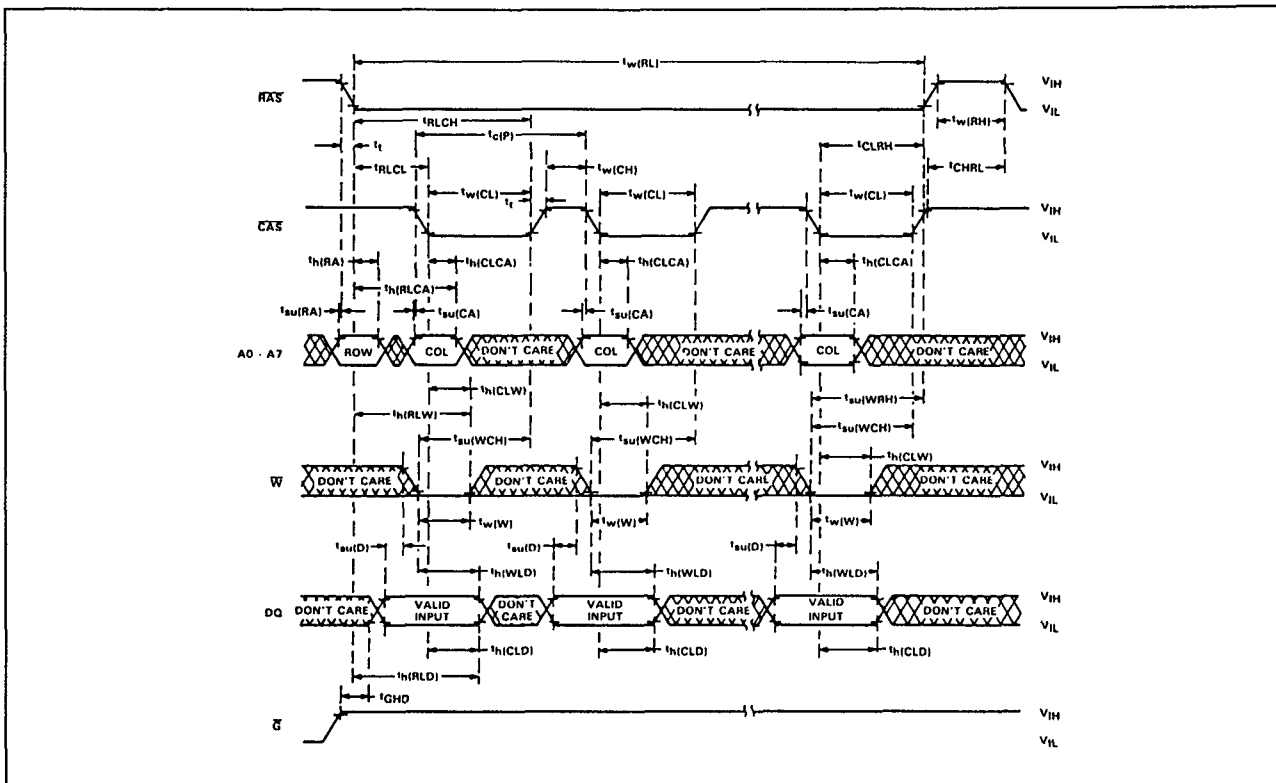 tw(RL)
RAS
VIH
VIL
tw(RH)
tRLCH
tc(P)
tCLRH
tt
tRLCL
tw(CH)
tCHRL
tw(CL)
tw(CL)
tw(CL)
tt
CAS
VIH
VIL
th(RA)
th(CLCA)
th(CLCA)
th(CLCA)
th(RLCA)
tsu(RA)
tsu(CA)
tsu(CA)
tsu(CA)
A0 - A7
ROW
COL
DON'T CARE
COL
DON'T CARE
COL
DON'T CARE
VIH
VIL
th(CLW)
th(CLW)
tsu(WRH)
th(RLW)
tsu(WCH)
tsu(WCH)
tsu(WCH)
th(CLW)
W
DON'T CARE
DON'T CARE
DON'T CARE
DON'T CARE
VIH
VIL
tw(W)
tw(W)
tw(W)
tsu(D)
tsu(D)
tsu(D)
th(WLD)
th(WLD)
th(WLD)
DQ
DON'T CARE
VALID
INPUT
DON'T
CARE
VALID
INPUT
DON'T CARE
VALID
INPUT
DON'T CARE
VIH
VIL
th(CLD)
th(CLD)
th(CLD)
th(RLD)
tGHD
G
VIH
VIL